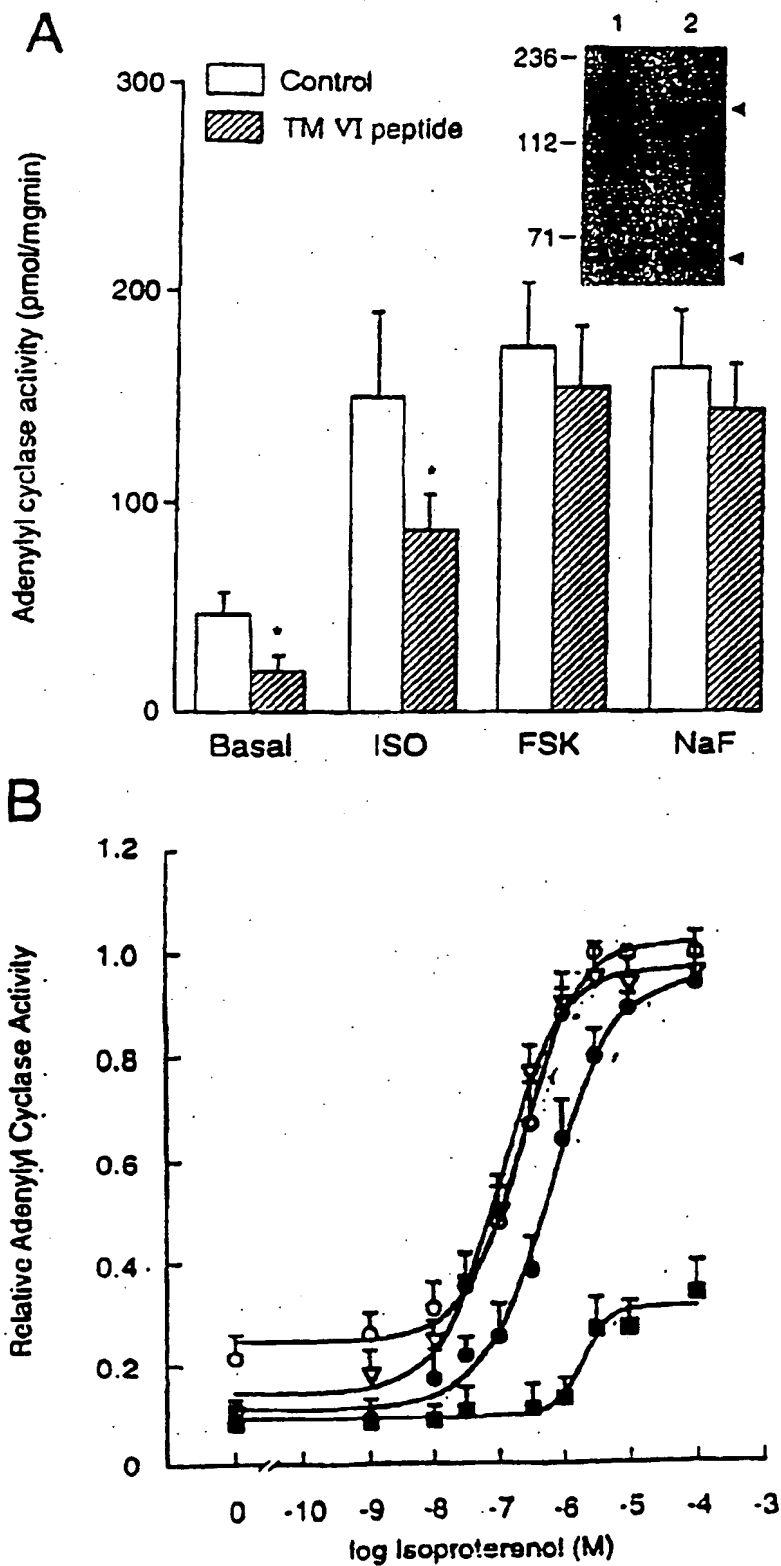 A
1 2
236
300
Control
TM VI peptide
112
71
Adenylyl cyclase activity (pmol/mgmin)
200
100
*
*
0
Basal ISO FSK NaF
B
1.2
1.0
0.8
0.6
0.4
0.2
0
Relative Adenylyl Cyclase Activity
0 -10 -9 -8 -7 -6 -5 -4 -3
log Isoproterenol (M)